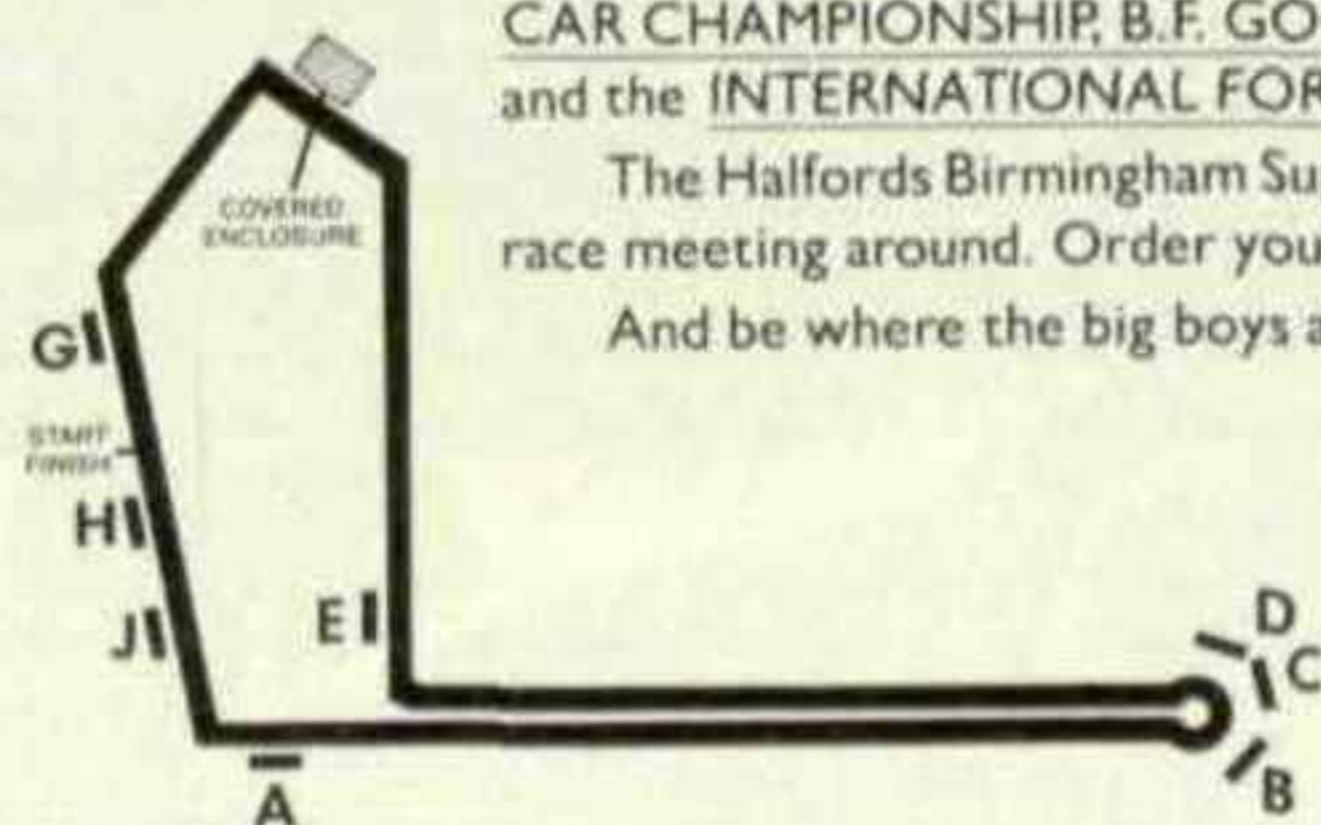 CAR CHAMPIONSHIP, B.F. GO
and the INTERNATIONAL FOR
The Halfords Birmingham Su
race meeting around. Order you
And be where the big boys a
COVERED
ENCLOSURE
G
START
FINISH
H
J
E
A
D
C
B